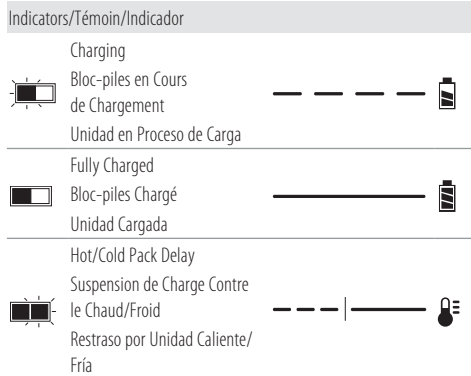 Indicators/Témoin/Indicador
Charging
Bloc-piles en Cours
de Chargement
Unidad en Proceso de Carga
Fully Charged
Bloc-piles Chargé
Unidad Cargada
Hot/Cold Pack Delay
Suspension de Charge Contre
le Chaud/Froid
Restraso por Unidad Caliente/
Fría